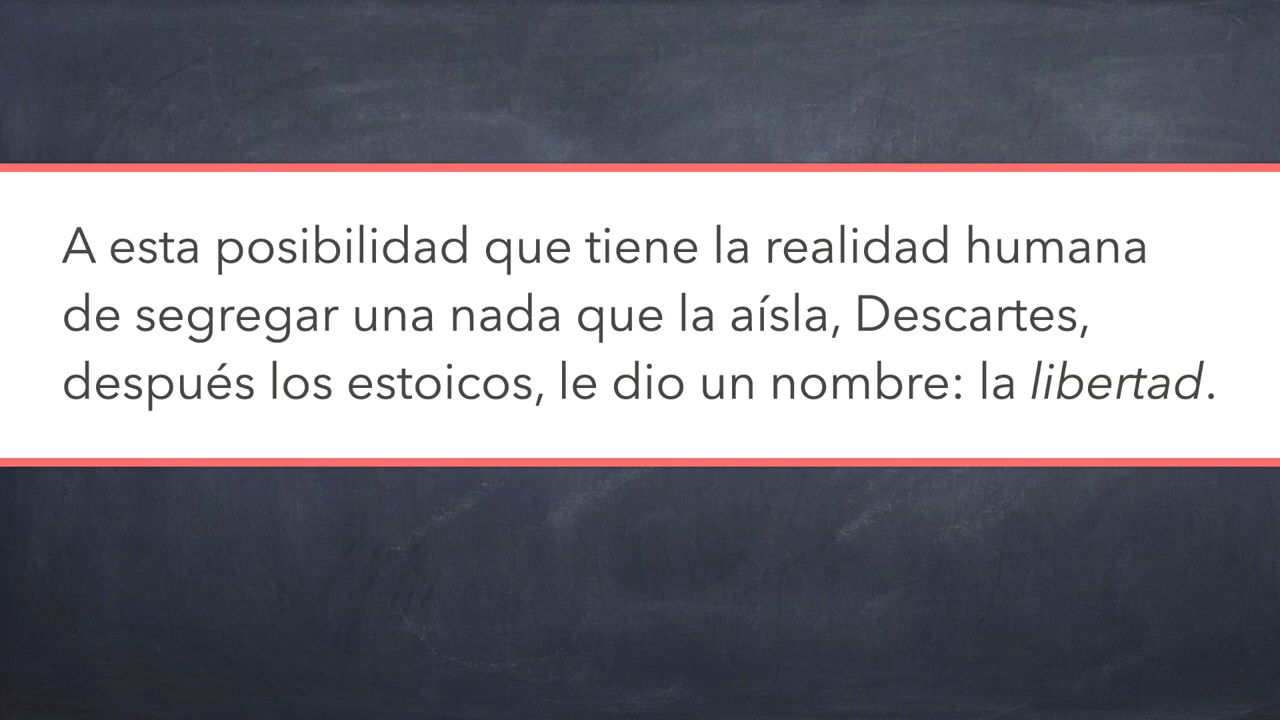 A esta posibilidad que tiene la realidad humana
de segregar una nada que la aísla, Descartes,
después los estoicos, le dio un nombre: la libertad.